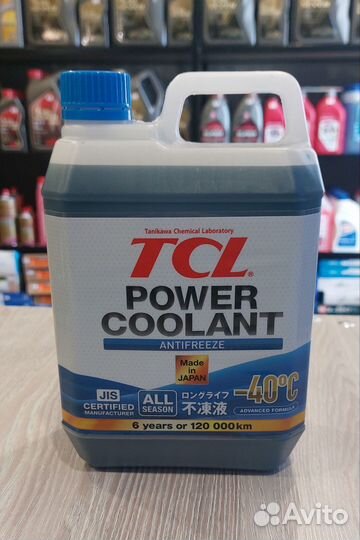 Tanikawa Chemical Laboratory
TCL®
POWER
COOLANT
ANTIFREEZE
Made in
JAPAN
JIS
CERTIFIED
MANUFACTURER
ALL
SEASON
ロングライフ
不凍液
-40°C
ADVANCED FORMULA
6 years or 120 000km
Avito